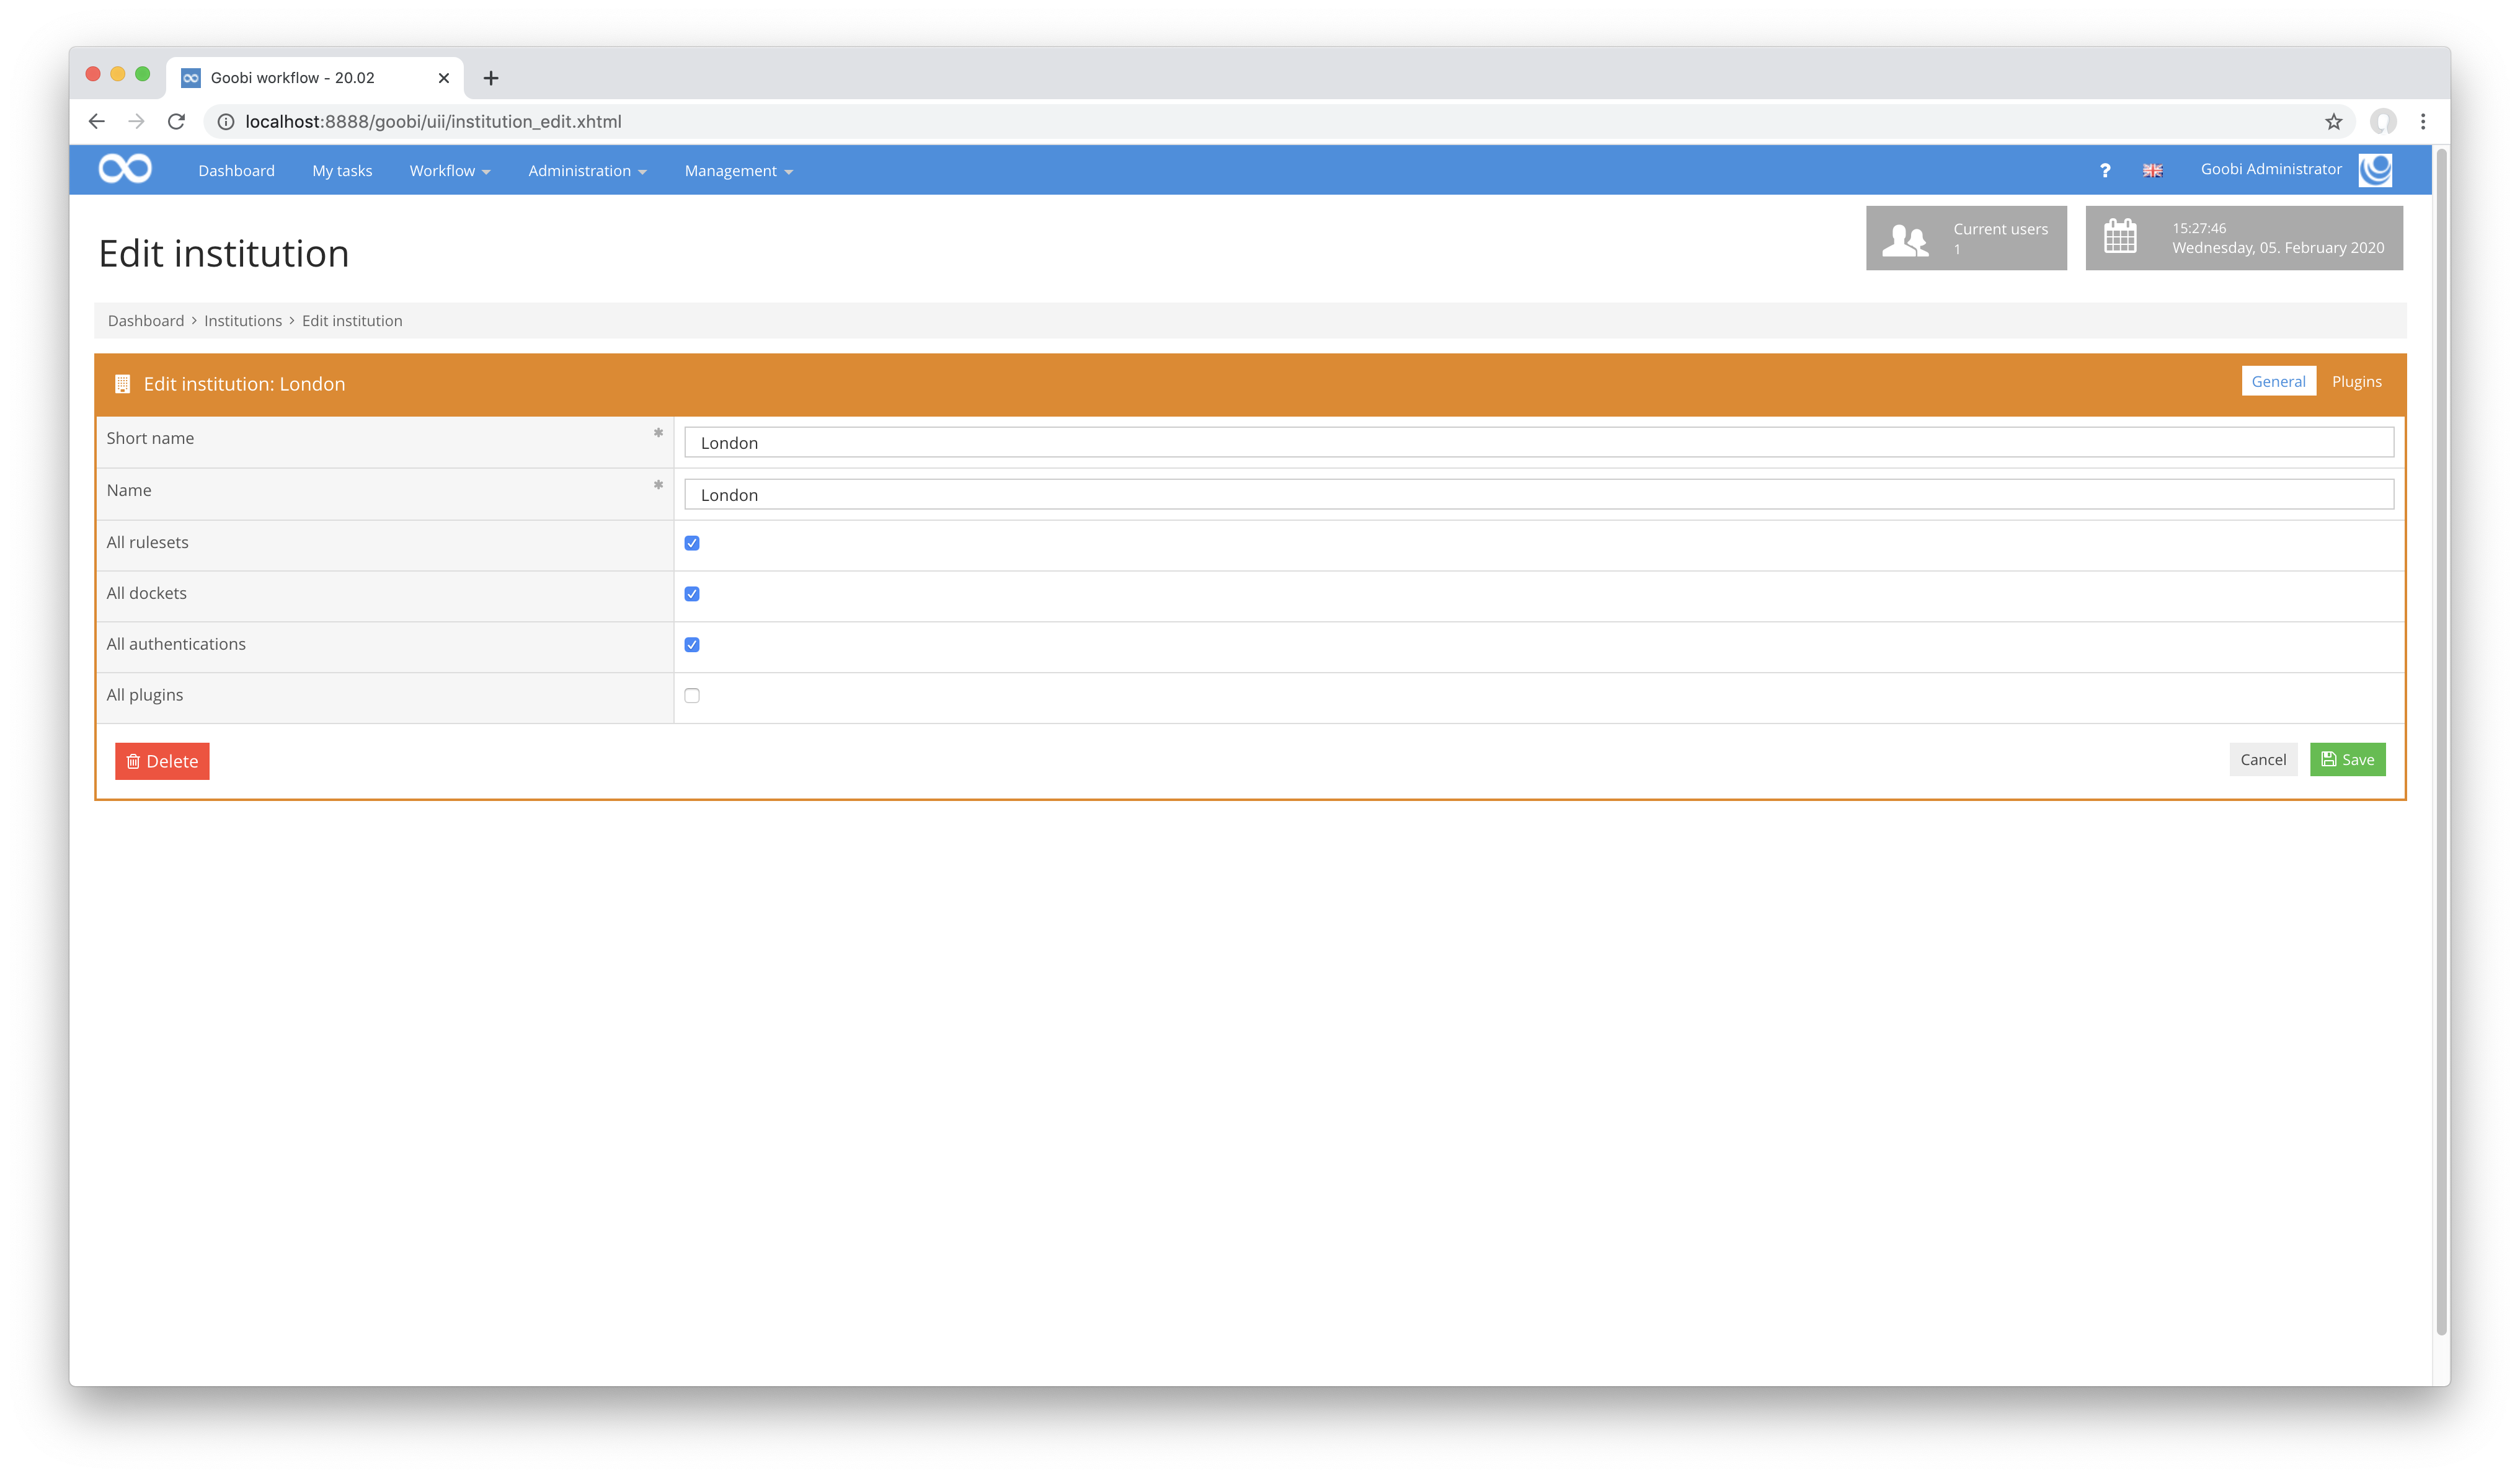 Goobi workflow - 20.02
localhost:8888/goobi/uii/institution_edit.xhtml
Dashboard My tasks Workflow Administration Management ? Goobi Administrator
Edit institution
Current users
1
15:27:46
Wednesday, 05. February 2020
Dashboard > Institutions > Edit institution
Edit institution: London General Plugins
Short name * London
Name * London
All rulesets
All dockets
All authentications
All plugins
Delete Cancel Save